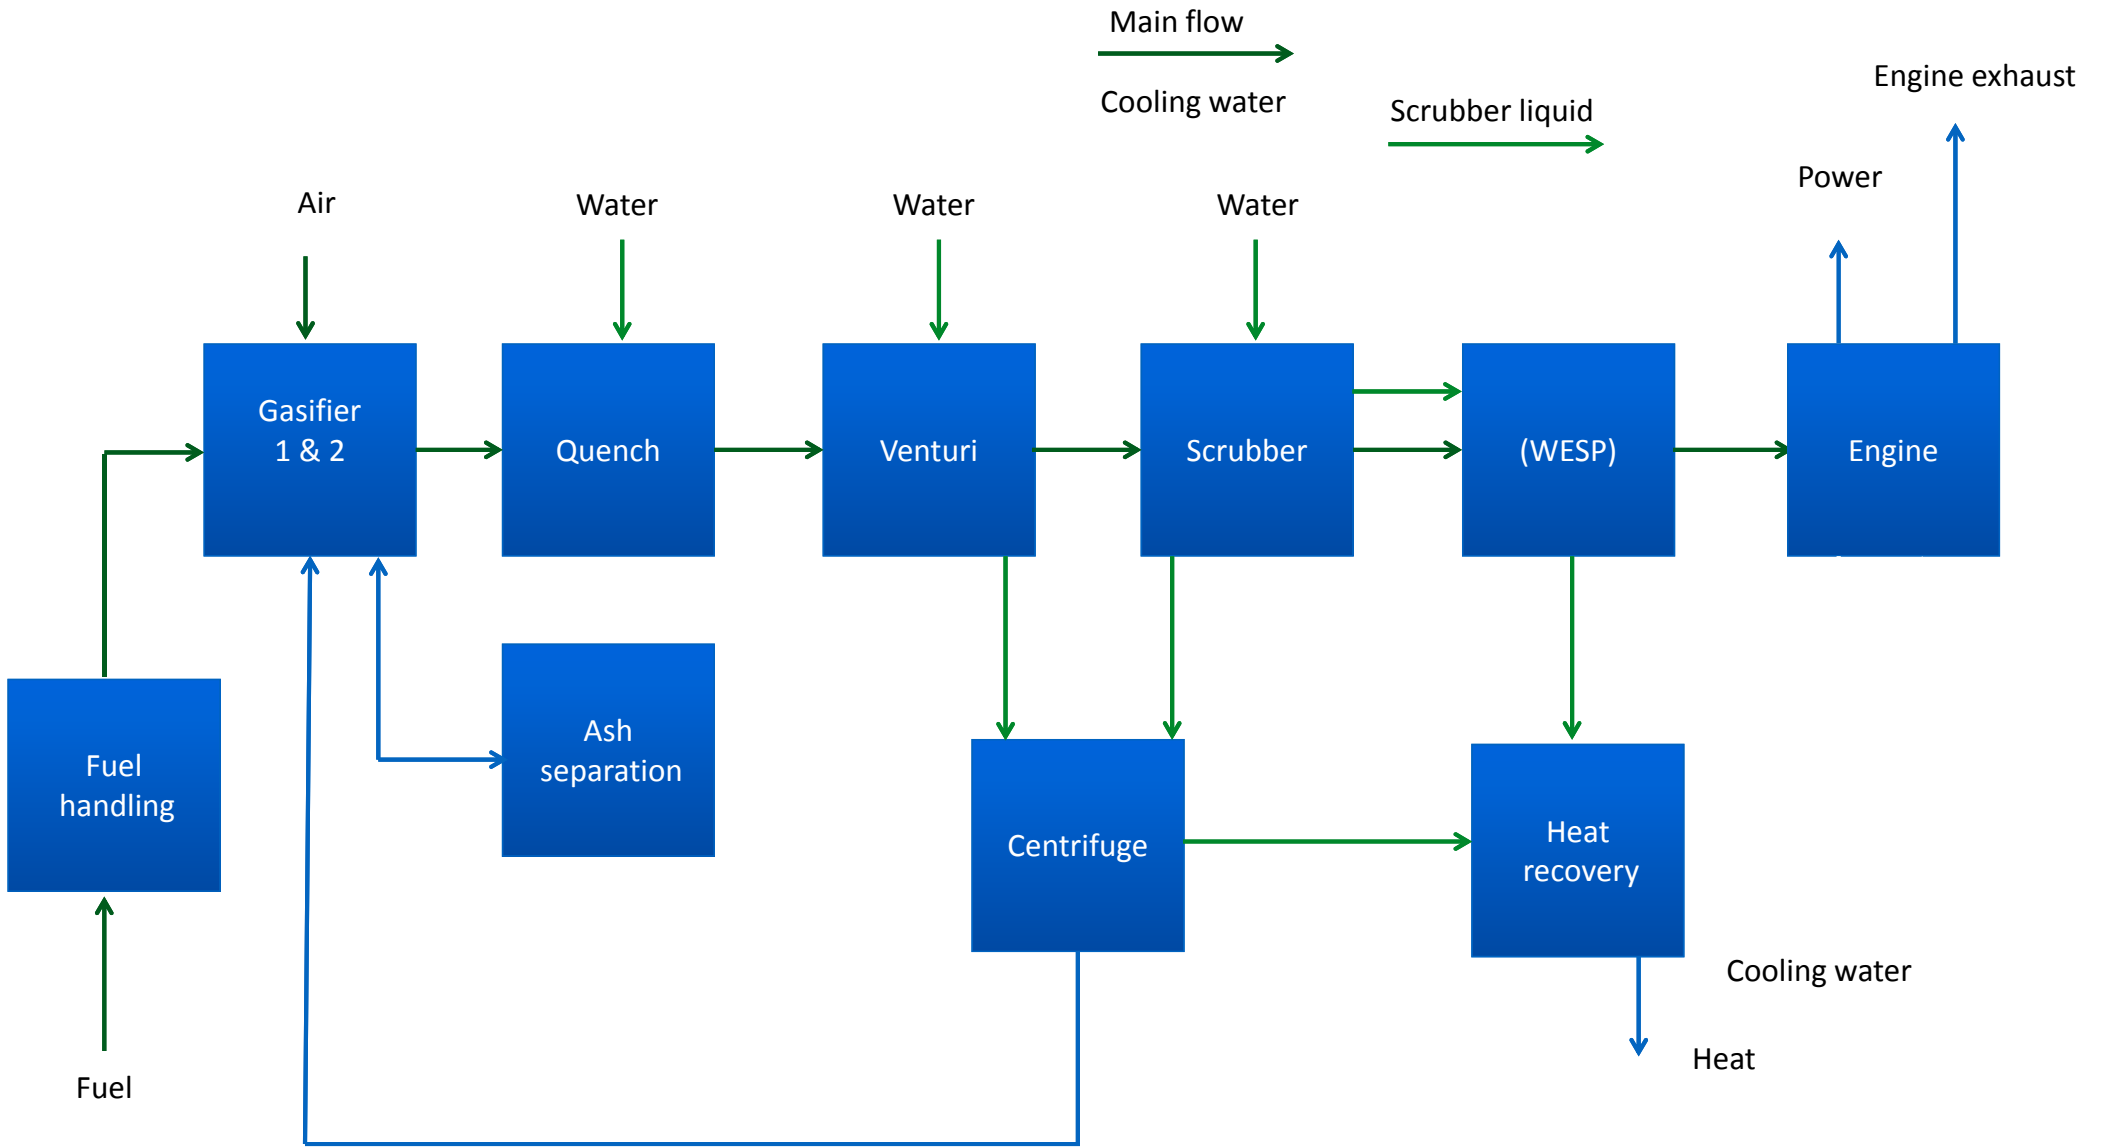 Main flow
Cooling water
Scrubber liquid
Engine exhaust
Power
Air
Water
Water
Water
Gasifier
1 & 2
Quench
Venturi
Scrubber
(WESP)
Engine
Fuel
handling
Ash
separation
Centrifuge
Heat
recovery
Cooling water
Heat
Fuel